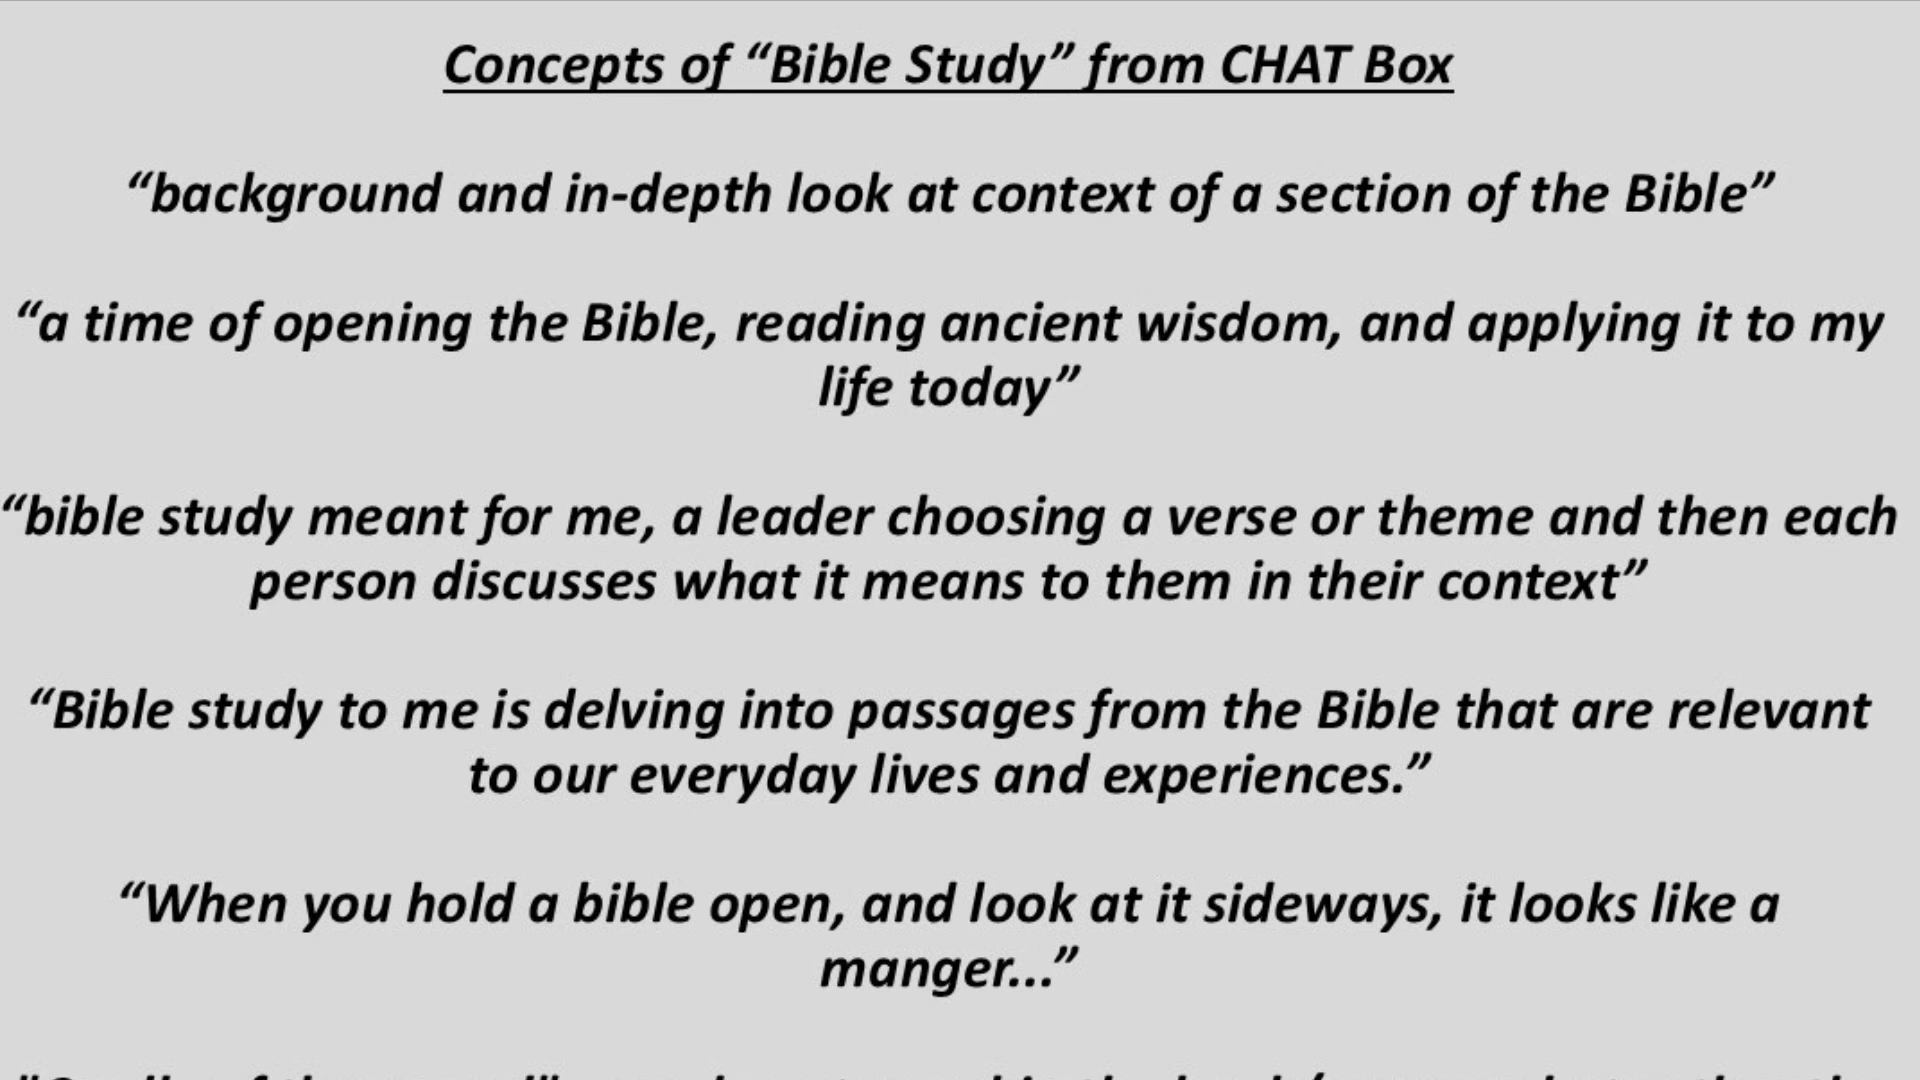 Concepts of “Bible Study” from CHAT Box
“background and in-depth look at context of a section of the Bible”
“a time of opening the Bible, reading ancient wisdom, and applying it to my
life today”
“bible study meant for me, a leader choosing a verse or theme and then each
person discusses what it means to them in their context”
“Bible study to me is delving into passages from the Bible that are relevant
to our everyday lives and experiences.”
“When you hold a bible open, and look at it sideways, it looks like a
manger...”